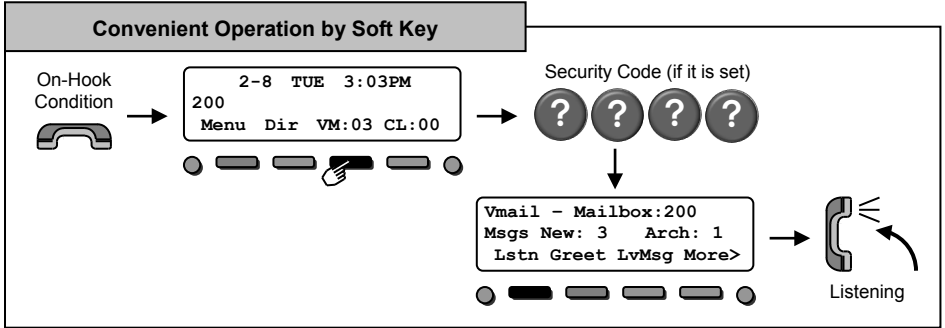 Convenient Operation by Soft Key
On-Hook
Condition
2-8 TUE 3:03PM
200
Menu Dir VM:03 CL:00
Security Code (if it is set)
? ? ? ?
Vmail – Mailbox:200
Msgs New: 3 Arch: 1
Lstn Greet LvMsg More>
Listening